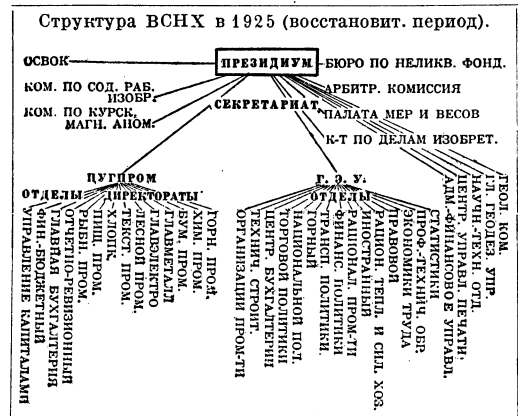 Структура ВСНХ в 1925 (восстановит. период).
ОСВОК
ПРЕЗИДИУМ
БЮРО ПО НЕЛИКВ. ФОНД.
КОМ. ПО СОД. РАБ.
ИЗОБР.
АРБИТР. КОМИССИЯ
СЕКРЕТАРИАТ
КОМ. ПО КУРСК.
МАГН. АНОМ.
ПАЛАТА МЕР И ВЕСОВ
К-Т ПО ДЕЛАМ ИЗОБРЕТ.
ЦУГПРОМ
Г. Э. У.
ОТДЕЛЫ
ДИРЕКТОРАТЫ
ОТДЕЛЫ
УПРАВЛЕНИЕ КАПИТАЛАМИ
ФИН.-БЮДЖЕТНЫЙ
ГЛАВНАЯ БУХГАЛТЕРИЯ
ОТЧЕТНО-РЕВИЗИОННЫЙ
РЫБН. ПРОМ.
ПИЩ. ПРОМ.
ХЛОПК.
ТЕКСТ. ПРОМ.
ЛЕСНОЙ ПРОМ.
ГЛАВЭЛЕКТРО
ГЛАВМЕТАЛЛ
БУМ. ПРОМ.
ХИМ. ПРОМ.
ГОРН. ПРОМ.
ОРГАНИЗАЦИИ ПРОМ-ТИ
ТЕХНИЧ. СТРОИТ.
ЦЕНТР. БУХГАЛТЕРИИ
ТОРГОВОЙ ПОЛИТИКИ
НАЦИОНАЛЬНОЙ ПОЛ.
ГОРНЫЙ
ТРАНСП. ПОЛИТИКИ.
ФИНАНС. ПОЛИТИКИ
РАЦИОНАЛ. ПРОМ-ТИ
ИНОСТРАННЫЙ
РАЦИОН. ТЕПЛ. И СИЛ. ХОЗ.
ПРАВОВОЙ
ЭКОНОМИКИ ТРУДА
ПРОФ.-ТЕХНИЧ. ОБР.
СТАТИСТИКИ
АДМ.-ФИНАНСОВОЕ УПРАВЛ.
ЦЕНТР. УПРАВЛ. ПЕЧАТИ.
НАУЧН.-ТЕХН. ОТД.
ГЛ. ГЕОДЕЗ. УПР.
ГЕОЛ. КОМ.